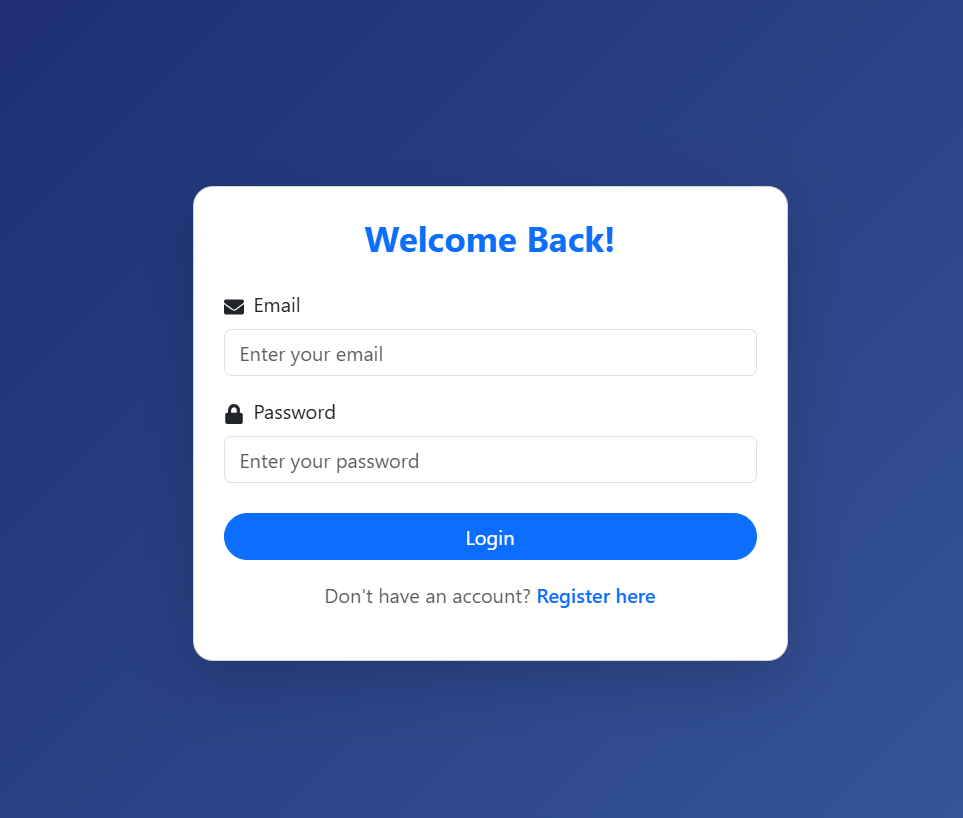 Welcome Back!
Email
Enter your email
Password
Enter your password
Login
Don't have an account? Register here